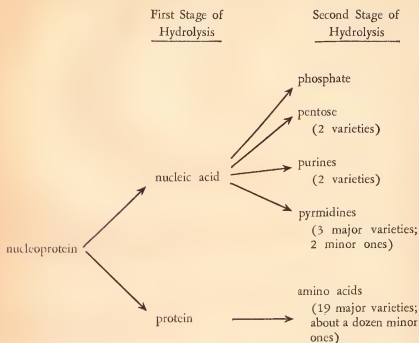 First Stage of
Hydrolysis
Second Stage of
Hydrolysis
phosphate
pentose
(2 varieties)
purines
(2 varieties)
nucleic acid
pyrmidines
(3 major varieties;
2 minor ones)
nucleoprotein
amino acids
(19 major varieties;
about a dozen minor
ones)
protein